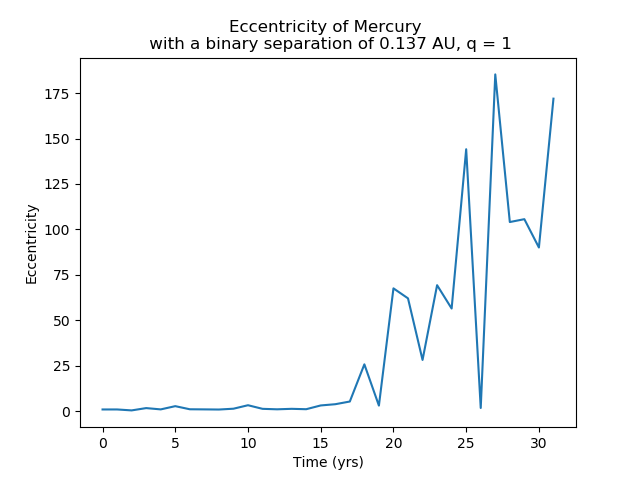 Eccentricity of Mercury
with a binary separation of 0.137 AU, q = 1
175
150
125
100
75
50
25
0
Eccentricity
0 5 10 15 20 25 30
Time (yrs)